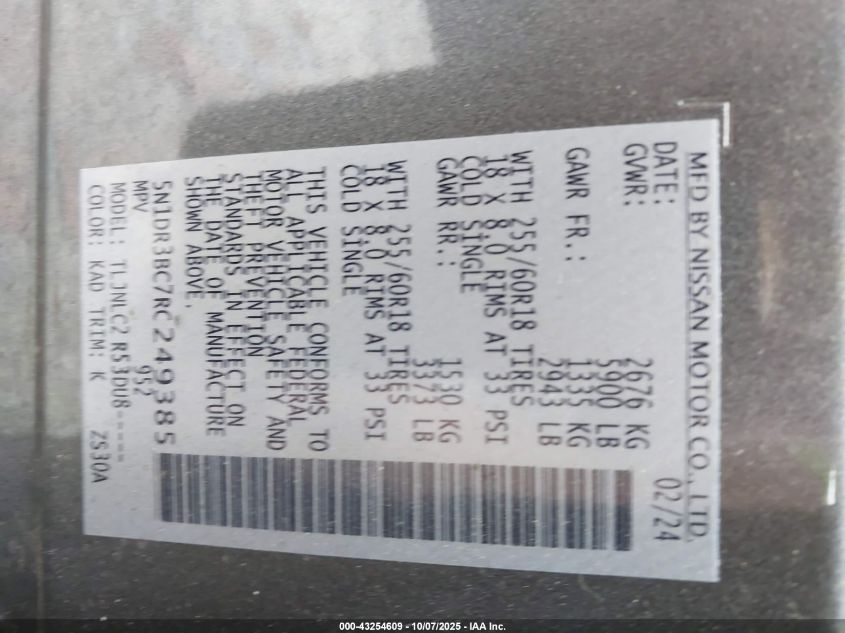 MFD BY NISSAN MOTOR CO., LTD.
DATE: 02/24
GVWR: 2676 KG
5900 LB
GAWR FR.: 1335 KG
2943 LB
WITH 255/60R18 TIRES
18 X 8.0 RIMS AT 33 PSI
COLD SINGLE
GAWR RR.: 1530 KG
3373 LB
WITH 255/60R18 TIRES
18 X 8.0 RIMS AT 33 PSI
COLD SINGLE
THIS VEHICLE CONFORMS TO
ALL APPLICABLE FEDERAL
MOTOR VEHICLE SAFETY AND
THEFT PREVENTION
STANDARDS IN EFFECT ON
THE DATE OF MANUFACTURE
SHOWN ABOVE.
5N1DR3BC7RC249385
MPV 952
MODEL: TLJNLC2 R53DU8-----
COLOR: KAD TRIM: K ZS30A
000-43254609 - 10/07/2025 - IAA Inc.